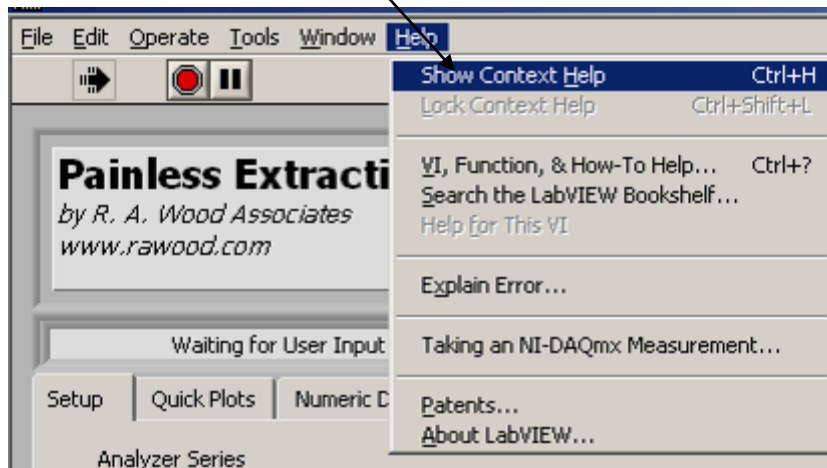 File Edit Operate Tools Window Help
Show Context Help Ctrl+H
Lock Context Help Ctrl+Shift+L
VI, Function, & How-To Help... Ctrl+?
Search the LabVIEW Bookshelf...
Help for This VI
Explain Error...
Taking an NI-DAQmx Measurement...
Patents...
About LabVIEW...
Painless Extracti
by R. A. Wood Associates
www.rawood.com
Waiting for User Input
Setup Quick Plots Numeric D
Analyzer Series